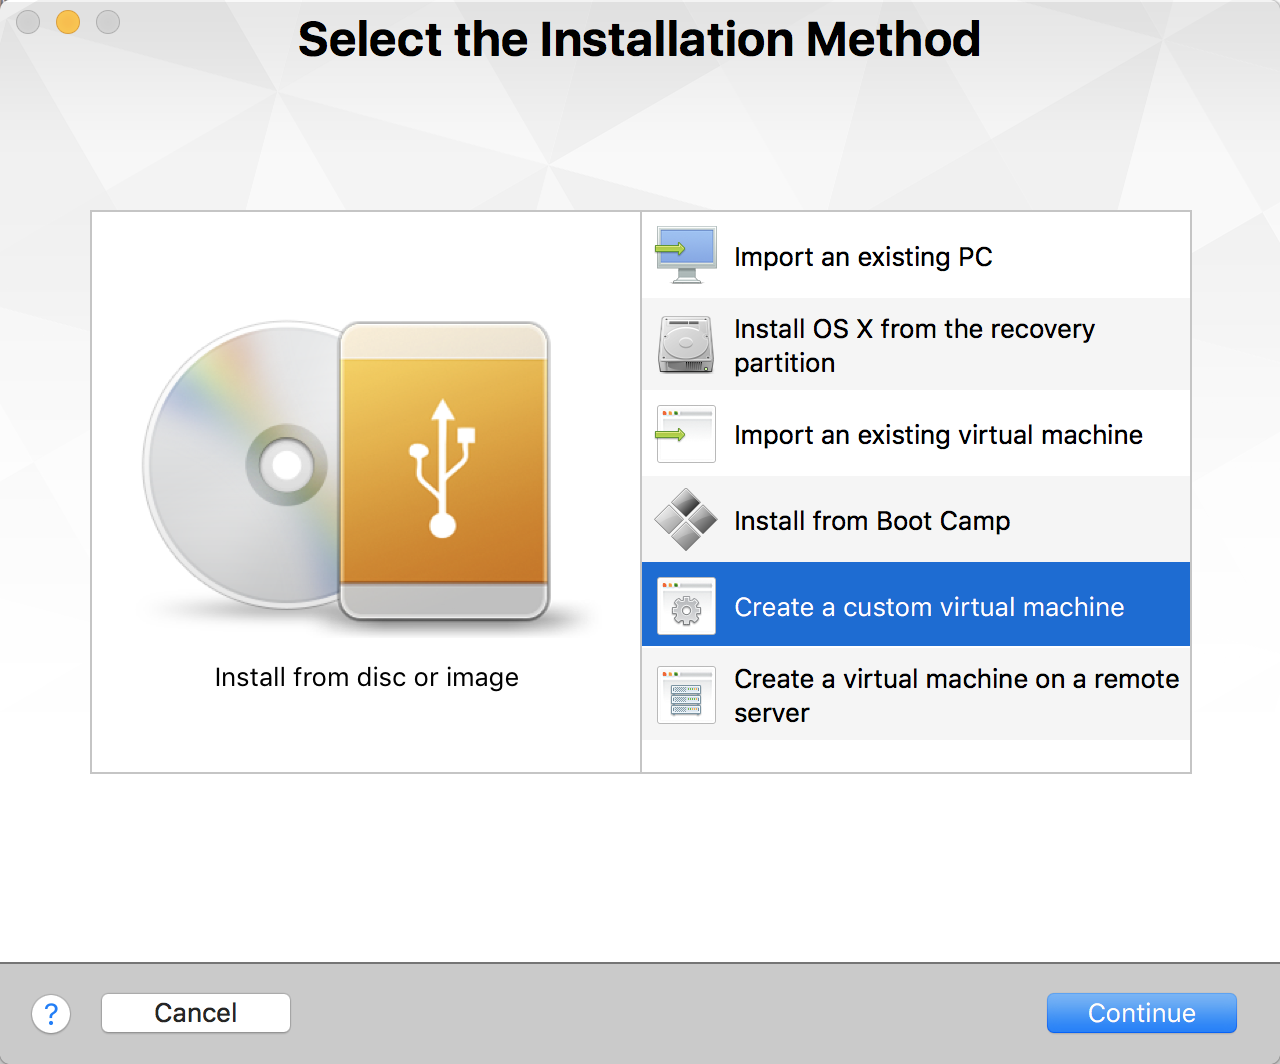 Select the Installation Method
Install from disc or image
Import an existing PC
Install OS X from the recovery
partition
Import an existing virtual machine
Install from Boot Camp
Create a custom virtual machine
Create a virtual machine on a remote
server
?
Cancel
Continue